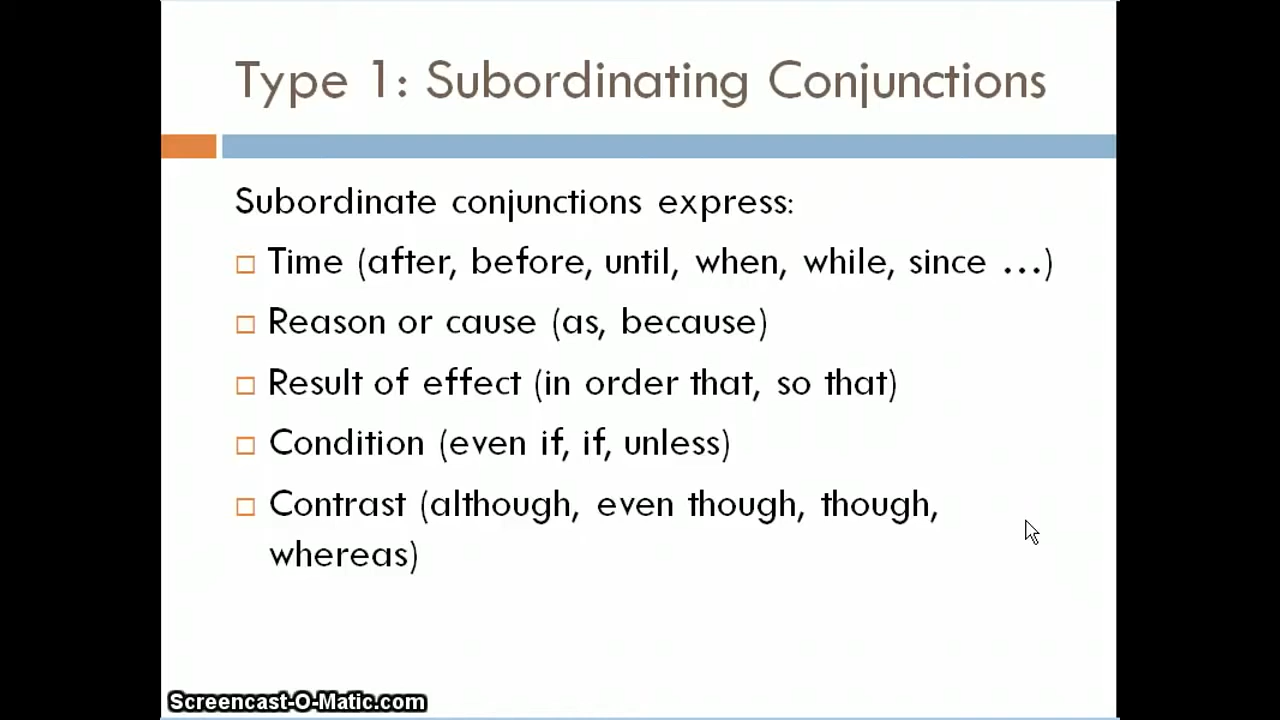 Type 1: Subordinating Conjunctions
Subordinate conjunctions express:
Time (after, before, until, when, while, since ...)
Reason or cause (as, because)
Result of effect (in order that, so that)
Condition (even if, if, unless)
Contrast (although, even though, though,
whereas)
Screencast-O-Matic.com